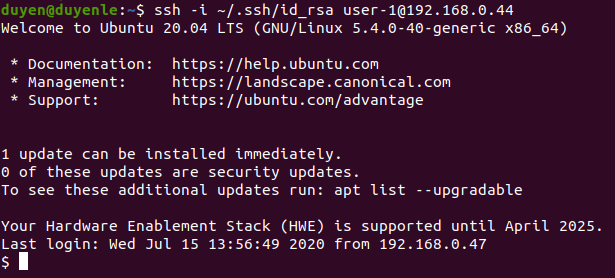 duyen@duyenle:~$ ssh -i ~/.ssh/id_rsa user-1@192.168.0.44
Welcome to Ubuntu 20.04 LTS (GNU/Linux 5.4.0-40-generic x86_64)

 * Documentation:  https://help.ubuntu.com
 * Management:     https://landscape.canonical.com
 * Support:        https://ubuntu.com/advantage

1 update can be installed immediately.
0 of these updates are security updates.
To see these additional updates run: apt list --upgradable

Your Hardware Enablement Stack (HWE) is supported until April 2025.
Last login: Wed Jul 15 13:56:49 2020 from 192.168.0.47
$